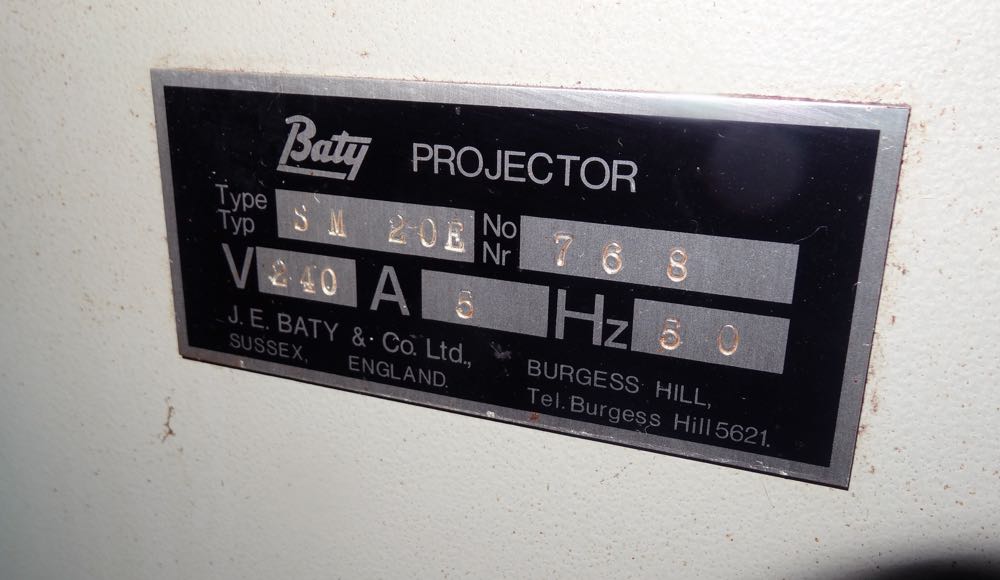 Baty PROJECTOR
Type
Typ
SM 20E
No
Nr
768
V 240 A 5 Hz 50
J. E. BATY & Co. Ltd., BURGESS HILL,
SUSSEX, ENGLAND. Tel. Burgess Hill 5621.